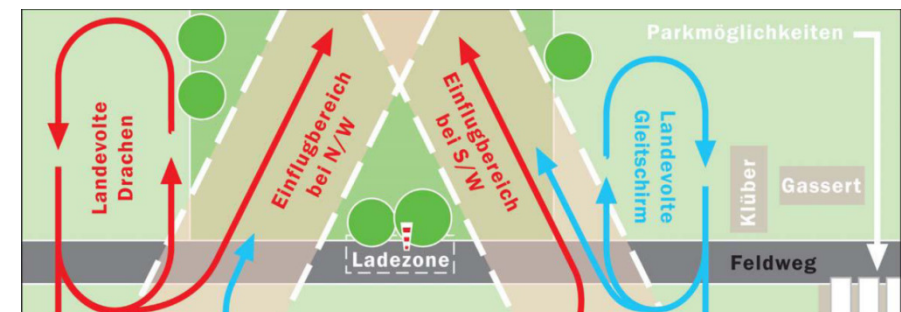 Parkmöglichkeiten
Landevolte
Drachen
Einflugbereich
bei N/W
Einflugbereich
bei S/W
Landevolte
Gleitschirm
Klüber
Gassert
Ladezone
Feldweg